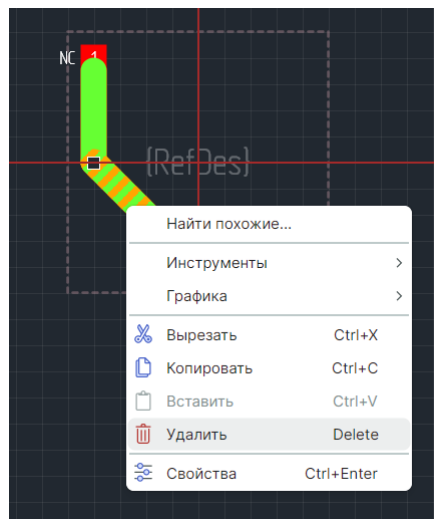 NC 1
{RefDes}
Найти похожие...
Инструменты
Графика
Вырезать Ctrl+X
Копировать Ctrl+C
Вставить Ctrl+V
Удалить Delete
Свойства Ctrl+Enter